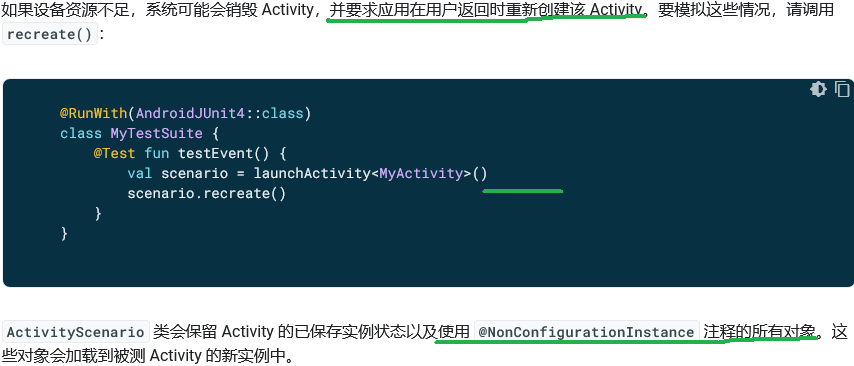 如果设备资源不足，系统可能会销毁 Activity，并要求应用在用户返回时重新创建该 Activity。要模拟这些情况，请调用
recreate()：
@RunWith(AndroidJUnit4::class)
class MyTestSuite {
    @Test fun testEvent() {
        val scenario = launchActivity<MyActivity>()
        scenario.recreate()
    }
}
ActivityScenario 类会保留 Activity 的已保存实例状态以及使用 @NonConfigurationInstance 注释的所有对象。这
些对象会加载到被测 Activity 的新实例中。